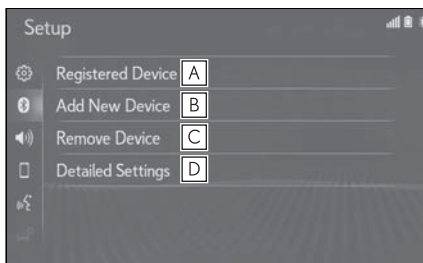 Setup
Registered Device A
Add New Device B
Remove Device C
Detailed Settings D